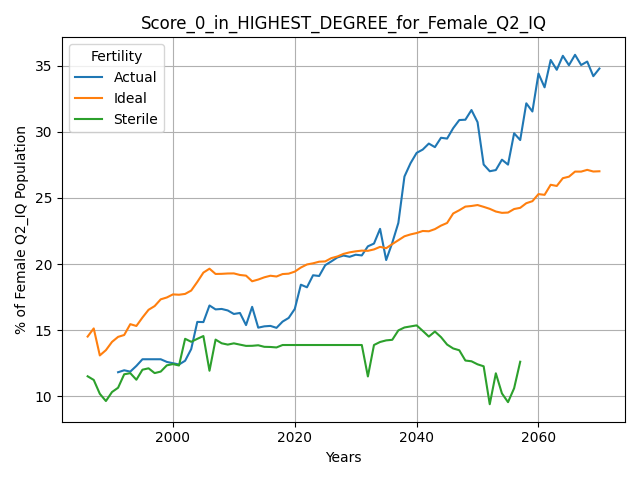 Score_0_in_HIGHEST_DEGREE_for_Female_Q2_IQ
Fertility
Actual
Ideal
Sterile
% of Female Q2_IQ Population
35
30
25
20
15
10
2000
2020
2040
2060
Years